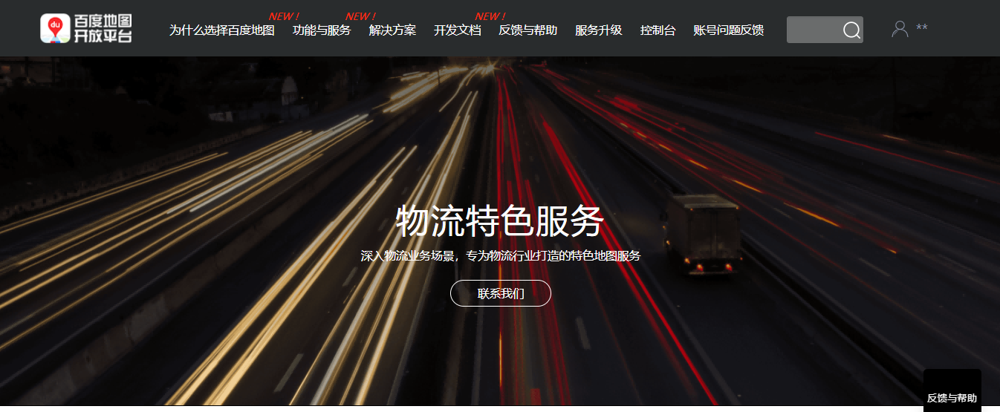 du 百度地图
开放平台
NEW! NEW! NEW!
为什么选择百度地图 功能与服务 解决方案 开发文档 反馈与帮助 服务升级 控制台 账号问题反馈 **
物流特色服务
深入物流业务场景，专为物流行业打造的特色地图服务
联系我们
反馈与帮助